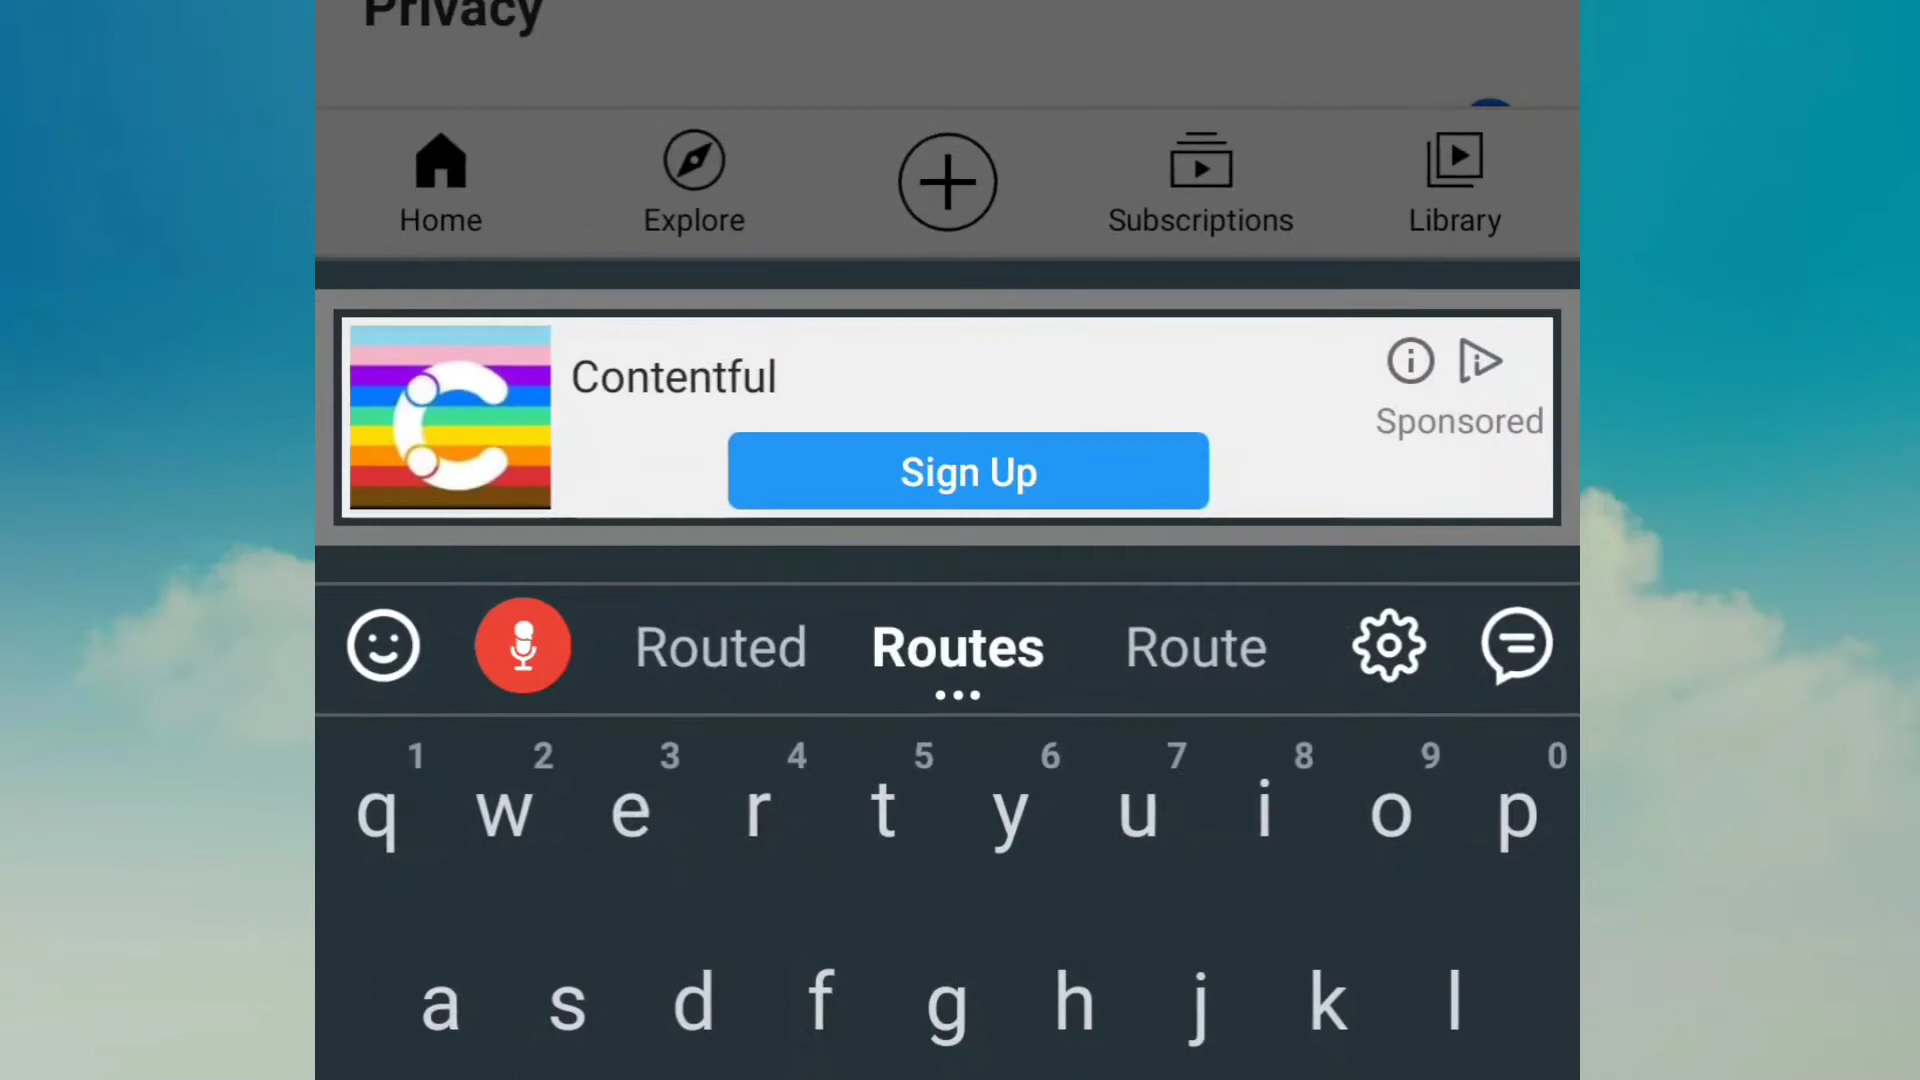 Privacy
Home Explore Subscriptions Library
Contentful
Sponsored
Sign Up
Routed Routes Route
1 2 3 4 5 6 7 8 9 0
q w e r t y u i o p
a s d f g h j k l